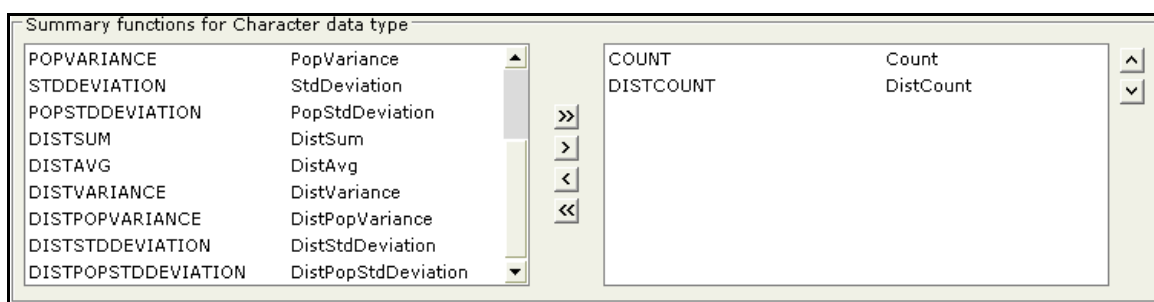 Summary functions for Character data type
POPVARIANCE PopVariance
STDDEVIATION StdDeviation
POPSTDDEVIATION PopStdDeviation
DISTSUM DistSum
DISTAVG DistAvg
DISTVARIANCE DistVariance
DISTPOPVARIANCE DistPopVariance
DISTSTDDEVIATION DistStdDeviation
DISTPOPSTDDEVIATION DistPopStdDeviation
>>
>
<
<<
COUNT Count
DISTCOUNT DistCount